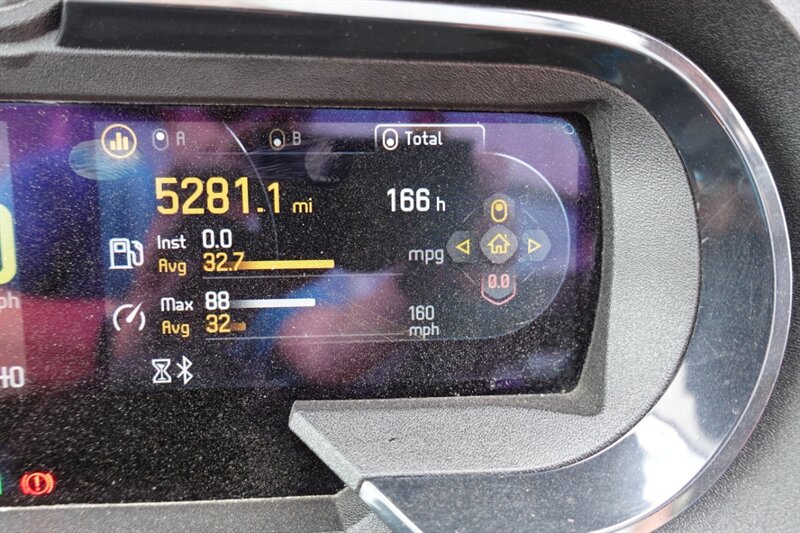 A B Total
5281.1 mi 166 h
Inst 0.0
Avg 32.7 mpg
0.0
Max 88 160
Avg 32 mph